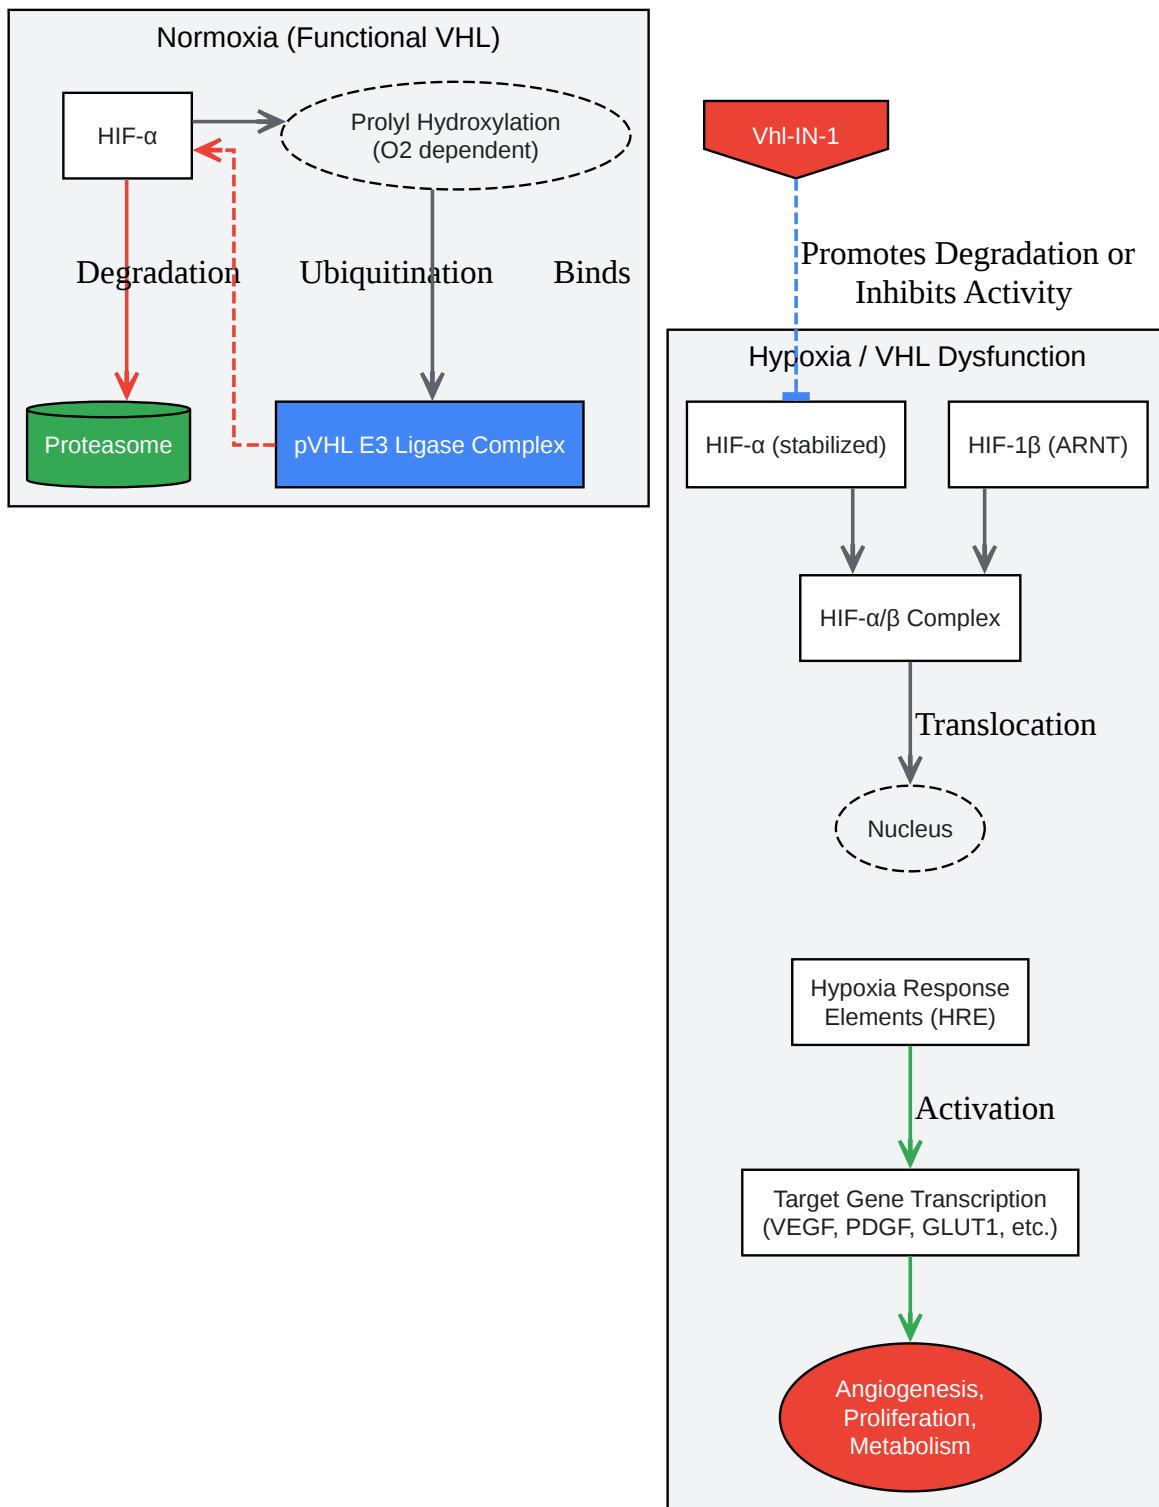 Normoxia (Functional VHL)
HIF-α
Prolyl Hydroxylation
(O2 dependent)
Degradation
Ubiquitination
Binds
Proteasome
pVHL E3 Ligase Complex
Vhl-IN-1
Promotes Degradation or
Inhibits Activity
Hypoxia / VHL Dysfunction
HIF-α (stabilized)
HIF-1β (ARNT)
HIF-α/β Complex
Translocation
Nucleus
Hypoxia Response
Elements (HRE)
Activation
Target Gene Transcription
(VEGF, PDGF, GLUT1, etc.)
Angiogenesis,
Proliferation,
Metabolism